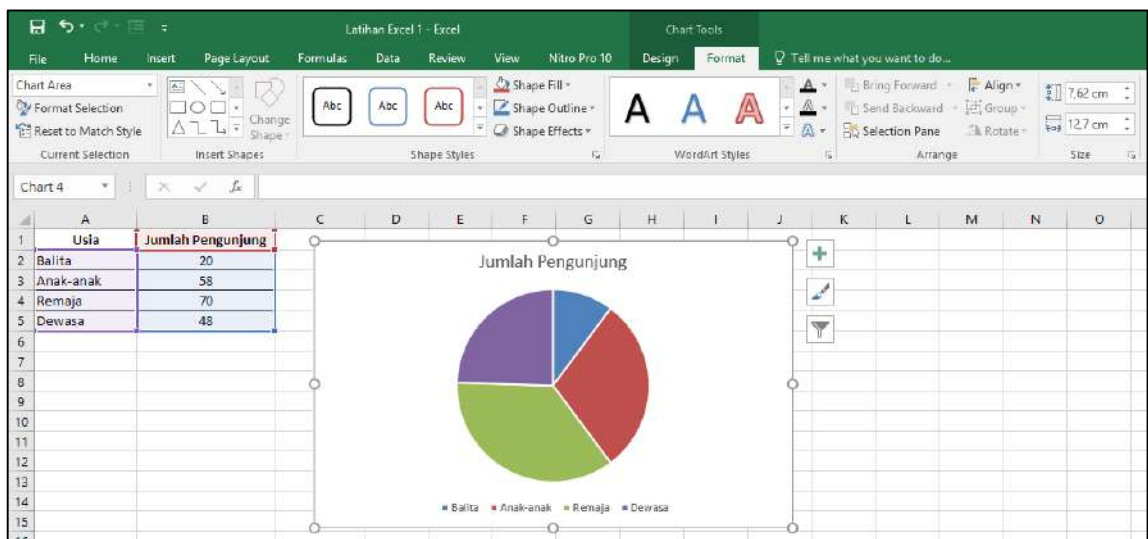 Latihan Excel 1 - Excel Chart Tools
File Home Insert Page Layout Formulas Data Review View Nitro Pro 10 Design Format Tell me what you want to do...
Chart Area
Format Selection
Reset to Match Style
Current Selection
Change Shape
Insert Shapes
Abc Abc Abc
Shape Fill
Shape Outline
Shape Effects
Shape Styles
A A A
WordArt Styles
Bring Forward
Send Backward
Selection Pane
Align
Group
Rotate
Arrange
7,62 cm
12,7 cm
Size
Chart 4 fx
A B C D E F G H I J K L M N O
1 Usia Jumlah Pengunjung
2 Balita 20
3 Anak-anak 58
4 Remaja 70
5 Dewasa 48
6
7
8
9
10
11
12
13
14
15
Jumlah Pengunjung
Balita Anak-anak Remaja Dewasa